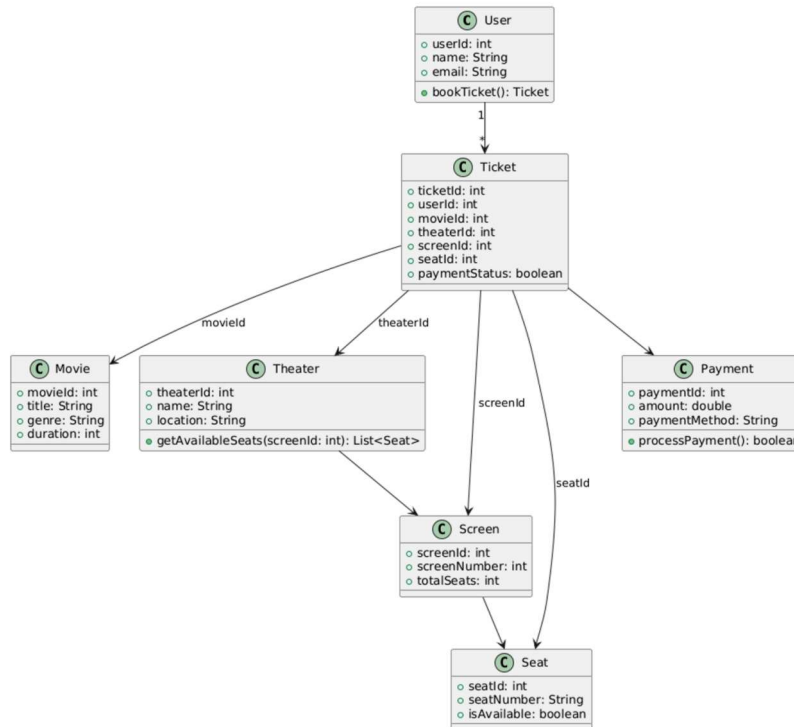 C User
userId: int
name: String
email: String
bookTicket(): Ticket
1
*
C Ticket
ticketId: int
userId: int
movieId: int
theaterId: int
screenId: int
seatId: int
paymentStatus: boolean
movieId
theaterId
C Movie
movieId: int
title: String
genre: String
duration: int
C Theater
theaterId: int
name: String
location: String
getAvailableSeats(screenId: int): List<Seat>
screenId
seatId
C Payment
paymentId: int
amount: double
paymentMethod: String
processPayment(): boolean
C Screen
screenId: int
screenNumber: int
totalSeats: int
C Seat
seatId: int
seatNumber: String
isAvailable: boolean